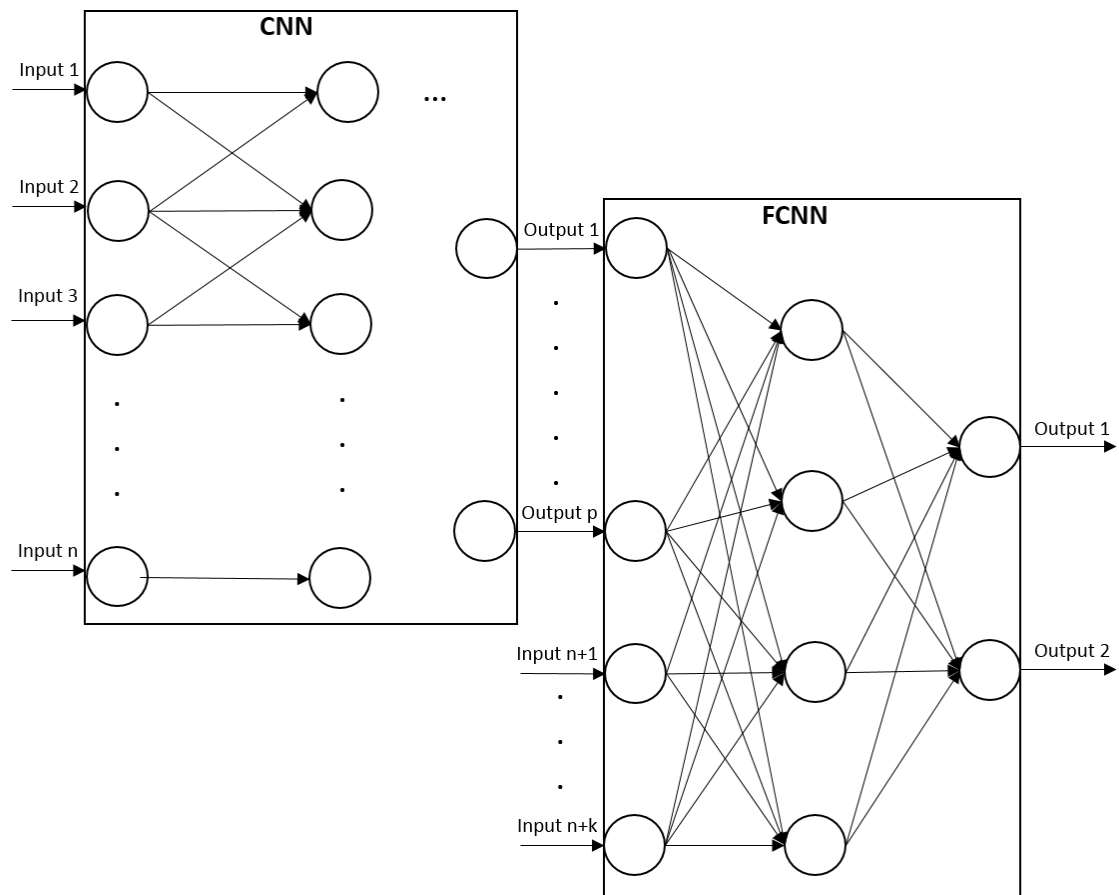 CNN
Input 1
...
Input 2
Input 3
Input n
Output 1
Output p
FCNN
Input n+1
Input n+k
Output 1
Output 2